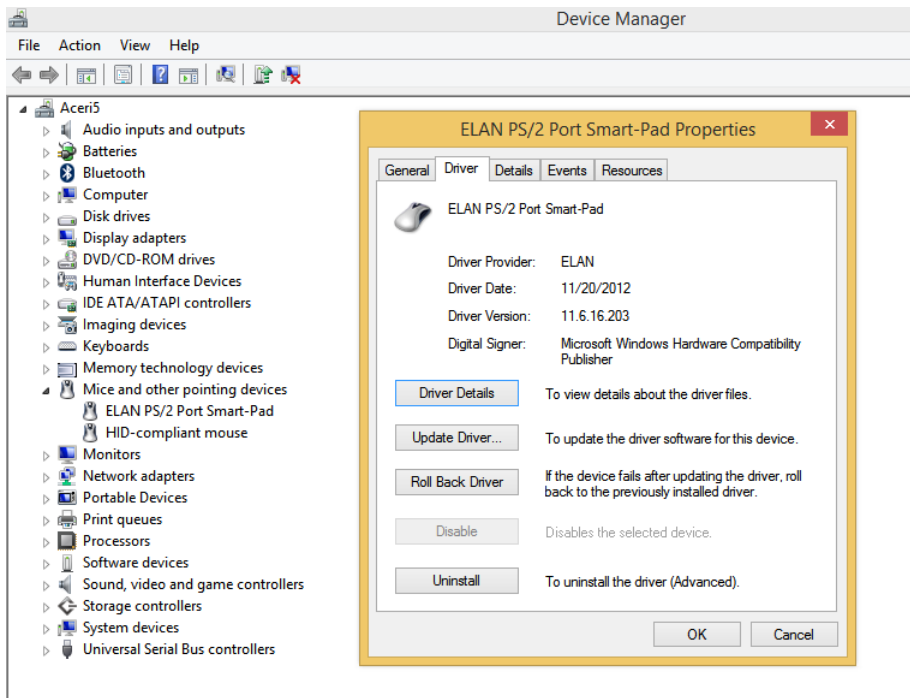 Device Manager
File Action View Help
Aceri5
Audio inputs and outputs
Batteries
Bluetooth
Computer
Disk drives
Display adapters
DVD/CD-ROM drives
Human Interface Devices
IDE ATA/ATAPI controllers
Imaging devices
Keyboards
Memory technology devices
Mice and other pointing devices
ELAN PS/2 Port Smart-Pad
HID-compliant mouse
Monitors
Network adapters
Portable Devices
Print queues
Processors
Software devices
Sound, video and game controllers
Storage controllers
System devices
Universal Serial Bus controllers
ELAN PS/2 Port Smart-Pad Properties
General Driver Details Events Resources
ELAN PS/2 Port Smart-Pad
Driver Provider: ELAN
Driver Date: 11/20/2012
Driver Version: 11.6.16.203
Digital Signer: Microsoft Windows Hardware Compatibility
Publisher
Driver Details To view details about the driver files.
Update Driver... To update the driver software for this device.
Roll Back Driver If the device fails after updating the driver, roll
back to the previously installed driver.
Disable Disables the selected device.
Uninstall To uninstall the driver (Advanced).
OK Cancel